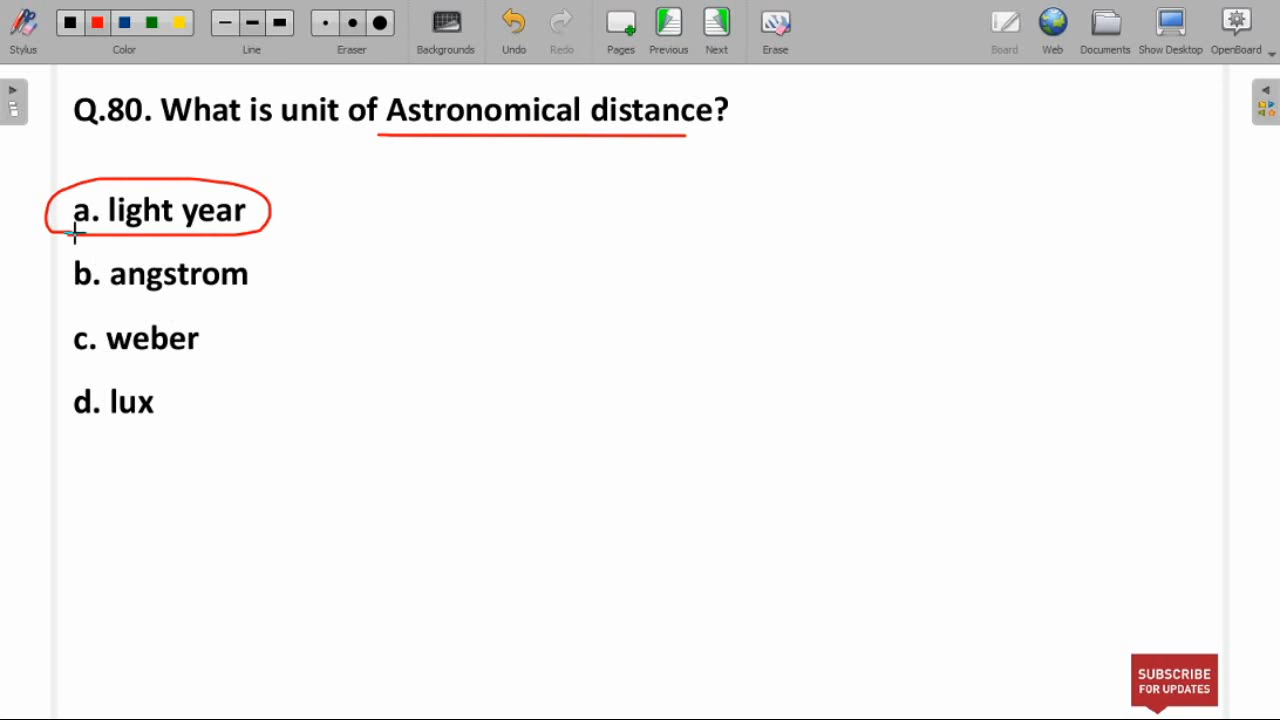 Stylus
Color
Line
Eraser
Backgrounds
Undo
Redo
Pages
Previous
Next
Erase
Board
Web
Documents
Show Desktop
OpenBoard
Q.80. What is unit of Astronomical distance?
a. light year
b. angstrom
c. weber
d. lux
SUBSCRIBE
FOR UPDATES